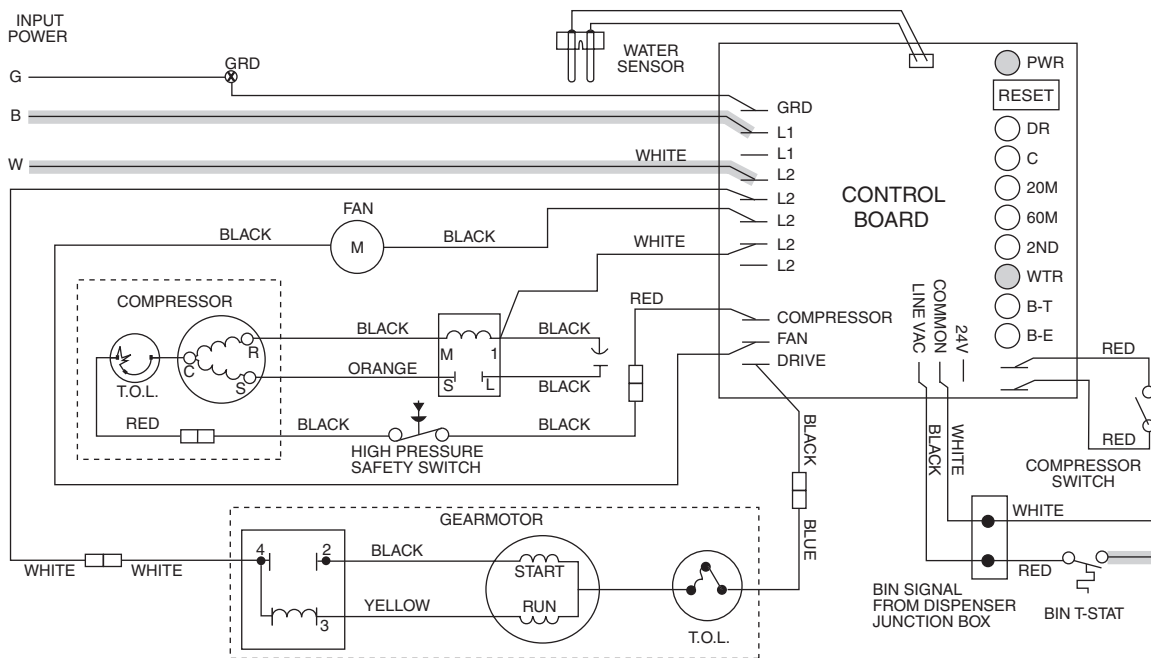 INPUT
POWER
G
GRD
B
W
WHITE
WATER
SENSOR
GRD
L1
L1
L2
L2
L2
L2
L2
CONTROL
BOARD
PWR
RESET
DR
C
20M
60M
2ND
WTR
B-T
B-E
FAN
BLACK
M
BLACK
WHITE
COMPRESSOR
BLACK
M
1
BLACK
RED
COMPRESSOR
FAN
DRIVE
LINE VAC
COMMON
24V
R
C
S
T.O.L.
ORANGE
S
L
BLACK
RED
BLACK
HIGH PRESSURE
SAFETY SWITCH
BLACK
RED
RED
COMPRESSOR
SWITCH
BLACK
BLACK
WHITE
GEARMOTOR
BLUE
WHITE
WHITE
4
2
BLACK
START
3
YELLOW
RUN
T.O.L.
WHITE
RED
BIN SIGNAL
FROM DISPENSER
JUNCTION BOX
BIN T-STAT